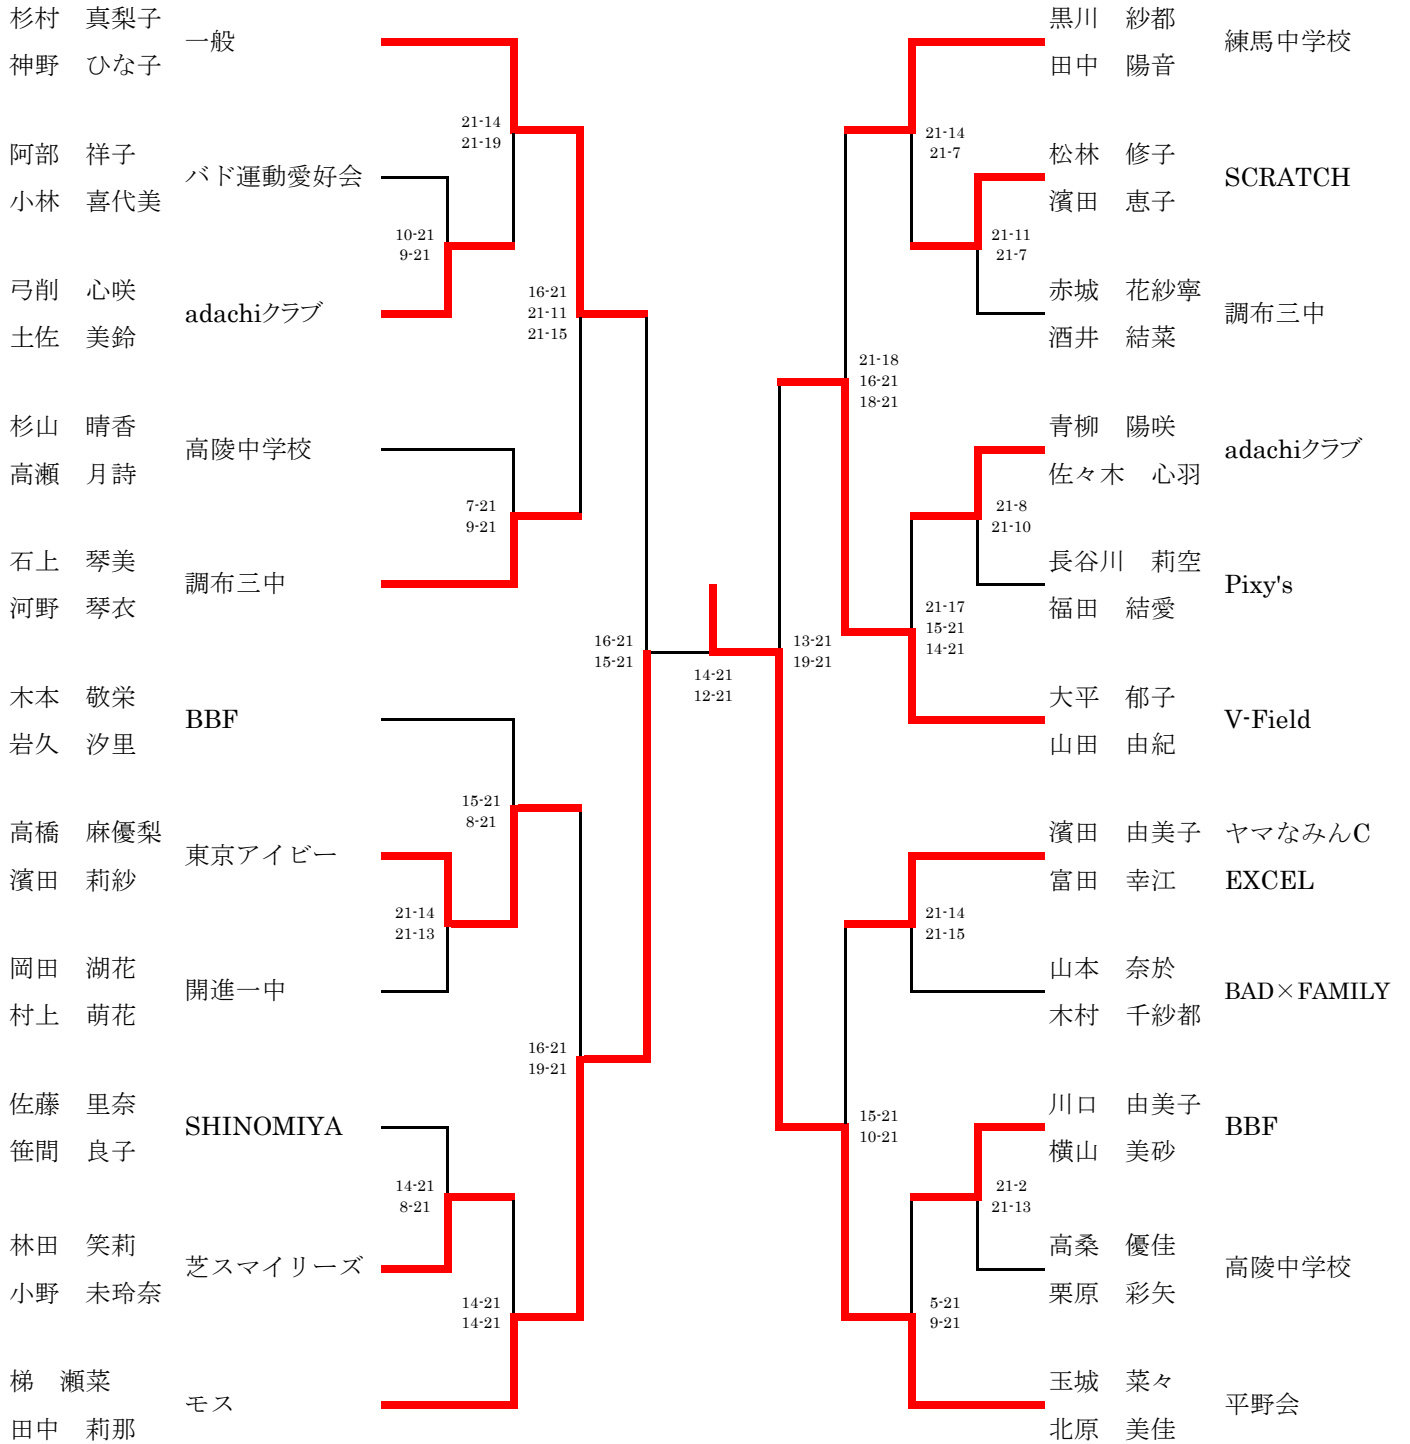 杉村　真梨子
一般
神野　ひな子
21-14
21-19
阿部　祥子
バド運動愛好会
小林　喜代美
10-21
9-21
弓削　心咲
adachiクラブ
土佐　美鈴
16-21
21-11
21-15
杉山　晴香
高陵中学校
高瀬　月詩
7-21
9-21
石上　琴美
調布三中
河野　琴衣
16-21
15-21
木本　敬栄
BBF
岩久　汐里
15-21
8-21
高橋　麻優梨
東京アイビー
濱田　莉紗
21-14
21-13
岡田　湖花
開進一中
村上　萌花
16-21
19-21
佐藤　里奈
SHINOMIYA
笹間　良子
14-21
8-21
林田　笑莉
芝スマイリーズ
小野　未玲奈
14-21
14-21
梯　瀬菜
モス
田中　莉那
14-21
12-21
黒川　紗都
練馬中学校
田中　陽音
21-14
21-7
松林　修子
SCRATCH
濱田　恵子
21-11
21-7
赤城　花紗寧
調布三中
酒井　結菜
21-18
16-21
18-21
青柳　陽咲
adachiクラブ
佐々木　心羽
21-8
21-10
長谷川　莉空
Pixy's
福田　結愛
21-17
15-21
14-21
13-21
19-21
大平　郁子
V-Field
山田　由紀
濱田　由美子　ヤマなみんC
富田　幸江　EXCEL
21-14
21-15
山本　奈於
BAD×FAMILY
木村　千紗都
15-21
10-21
川口　由美子
BBF
横山　美砂
21-2
21-13
高桑　優佳
高陵中学校
栗原　彩矢
5-21
9-21
玉城　菜々
平野会
北原　美佳